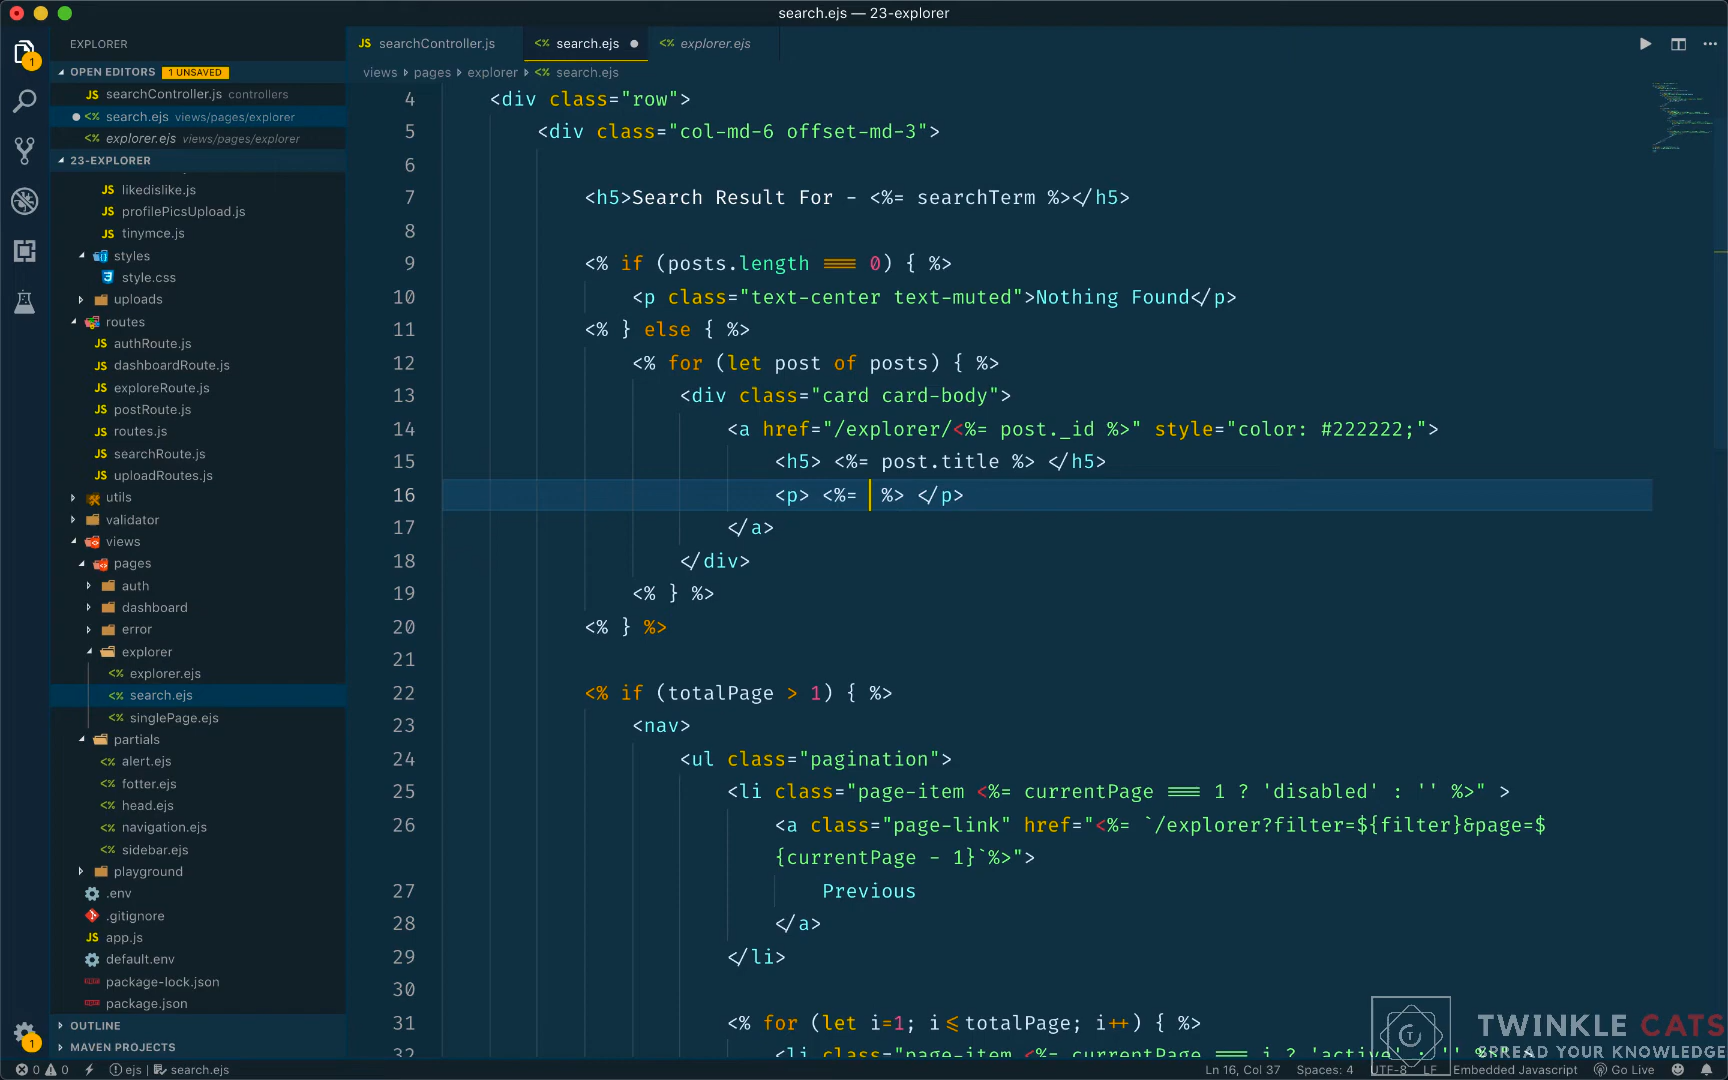 search.ejs — 23-explorer
EXPLORER
OPEN EDITORS 1 UNSAVED
JS searchController.js controllers
<% search.ejs views/pages/explorer
<% explorer.ejs views/pages/explorer
23-EXPLORER
JS likedislike.js
JS profilePicsUpload.js
JS tinymce.js
styles
style.css
uploads
routes
JS authRoute.js
JS dashboardRoute.js
JS exploreRoute.js
JS postRoute.js
JS routes.js
JS searchRoute.js
JS uploadRoutes.js
utils
validator
views
pages
auth
dashboard
error
explorer
<% explorer.ejs
<% search.ejs
<% singlePage.ejs
partials
<% alert.ejs
<% fotter.ejs
<% head.ejs
<% navigation.ejs
<% sidebar.ejs
playground
.env
.gitignore
JS app.js
default.env
package-lock.json
package.json
OUTLINE
MAVEN PROJECTS
1
1
JS searchController.js <% search.ejs ● <% explorer.ejs
views › pages › explorer › <% search.ejs
4 <div class="row">
5 <div class="col-md-6 offset-md-3">
6
7 <h5>Search Result For - <%= searchTerm %></h5>
8
9 <% if (posts.length === 0) { %>
10 <p class="text-center text-muted">Nothing Found</p>
11 <% } else { %>
12 <% for (let post of posts) { %>
13 <div class="card card-body">
14 <a href="/explorer/<%= post._id %>" style="color: #222222;">
15 <h5> <%= post.title %> </h5>
16 <p> <%= %> </p>
17 </a>
18 </div>
19 <% } %>
20 <% } %>
21
22 <% if (totalPage > 1) { %>
23 <nav>
24 <ul class="pagination">
25 <li class="page-item <%= currentPage === 1 ? 'disabled' : '' %>" >
26 <a class="page-link" href="<%= `/explorer?filter=${filter}&page=$
{currentPage - 1}`%>">
27 Previous
28 </a>
29 </li>
30
31 <% for (let i=1; i<=totalPage; i++) { %>
32 <li class="page-item <%= currentPage === i ? 'active' : '' %>">
TWINKLE CATS
SPREAD YOUR KNOWLEDGE
0 0 ejs | search.ejs Ln 16, Col 37 Spaces: 4 UTF-8 LF Embedded Javascript Go Live